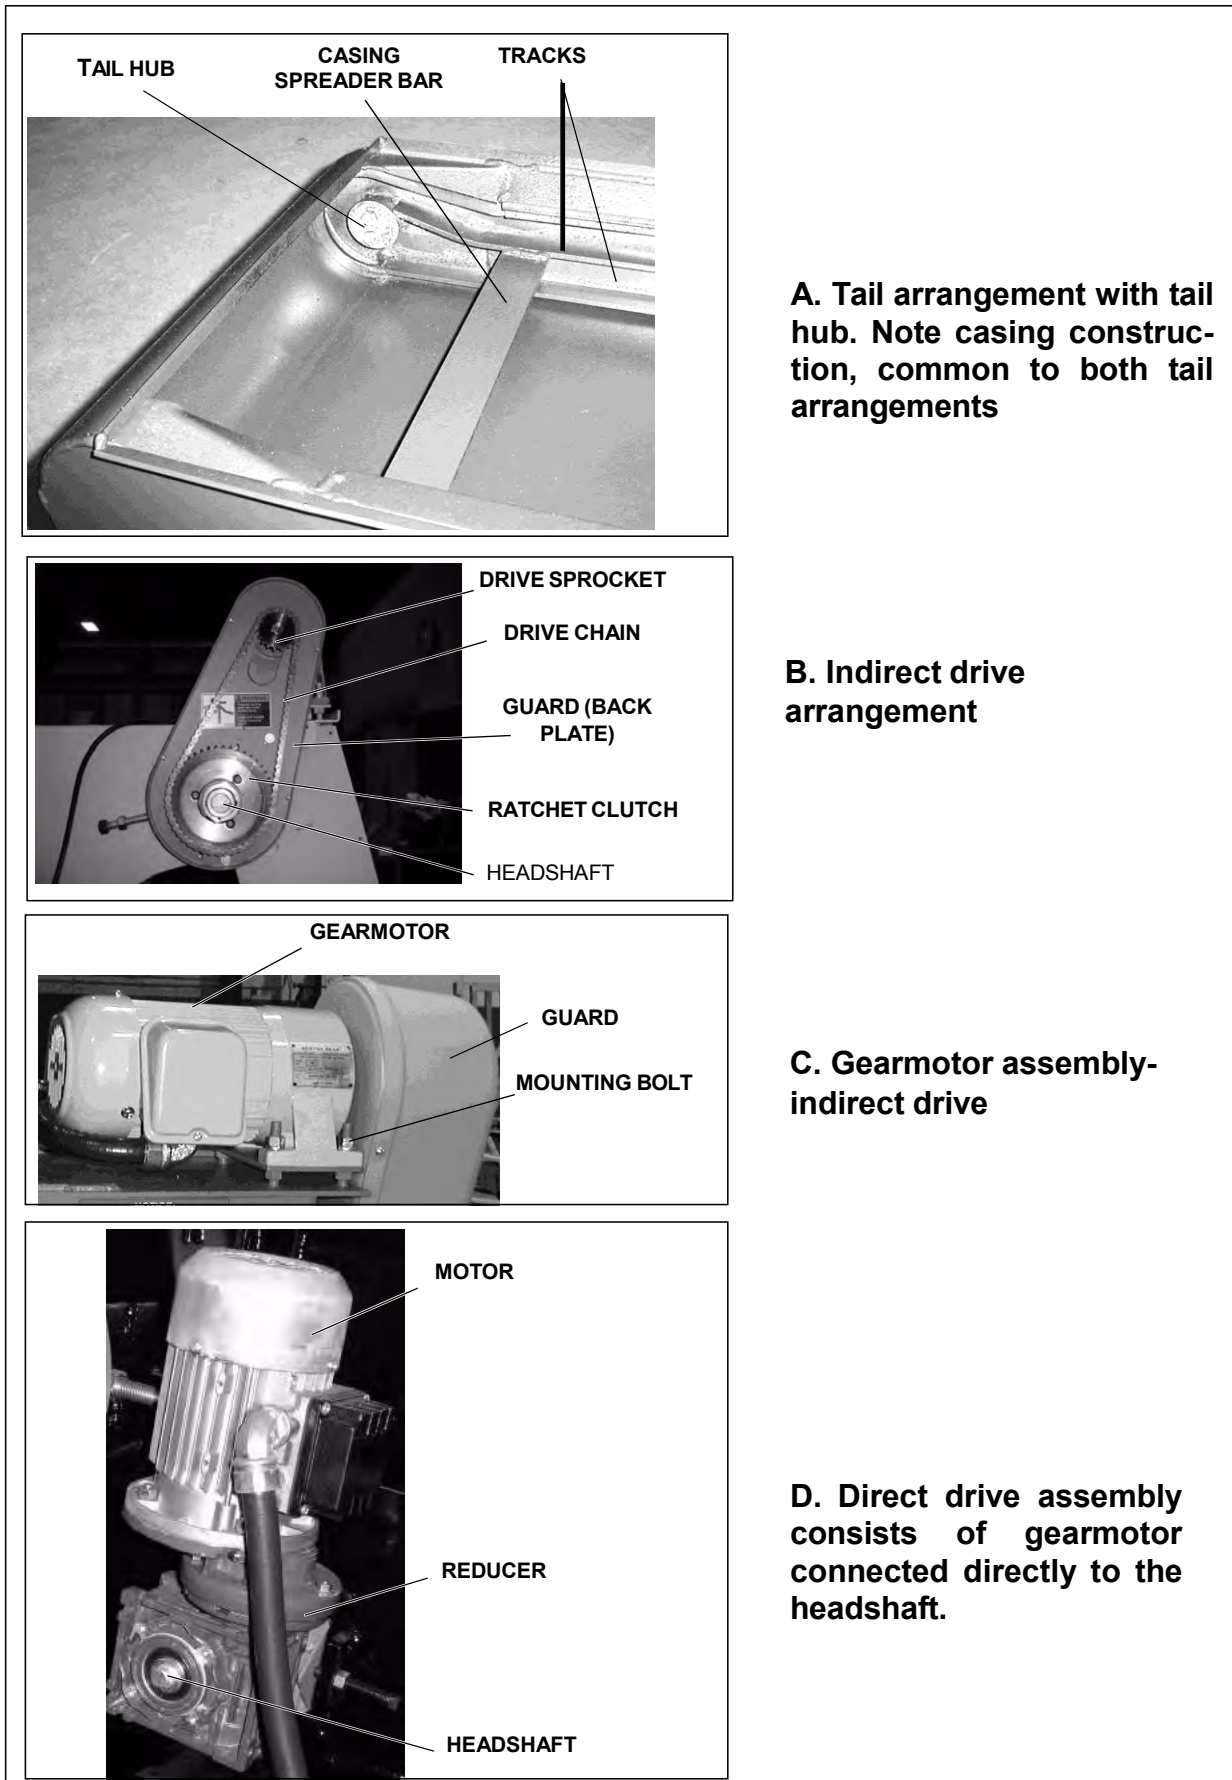 TAIL HUB
CASING
SPREADER BAR
TRACKS
A. Tail arrangement with tail
hub. Note casing construc-
tion, common to both tail
arrangements
DRIVE SPROCKET
DRIVE CHAIN
GUARD (BACK
PLATE)
RATCHET CLUTCH
HEADSHAFT
B. Indirect drive
arrangement
GEARMOTOR
GUARD
MOUNTING BOLT
C. Gearmotor assembly-
indirect drive
MOTOR
REDUCER
HEADSHAFT
D. Direct drive assembly
consists of gearmotor
connected directly to the
headshaft.